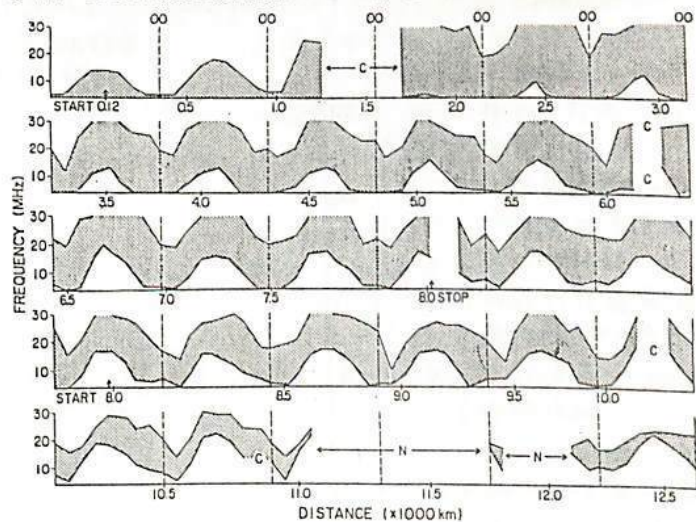 00 00 00 00 00 00
30
20
10
← C →
START 0.12 0.5 1.0 1.5 2.0 2.5 3.0
30
20
10
C
C
3.5 4.0 4.5 5.0 5.5 6.0
FREQUENCY (MHz)
30
20
10
6.5 7.0 7.5 8.0 STOP
30
20
10
C
START 8.0 8.5 9.0 9.5 10.0
30
20
10
C
← N →
← N →
10.5 11.0 11.5 12.0 12.5
DISTANCE (×1000 km)